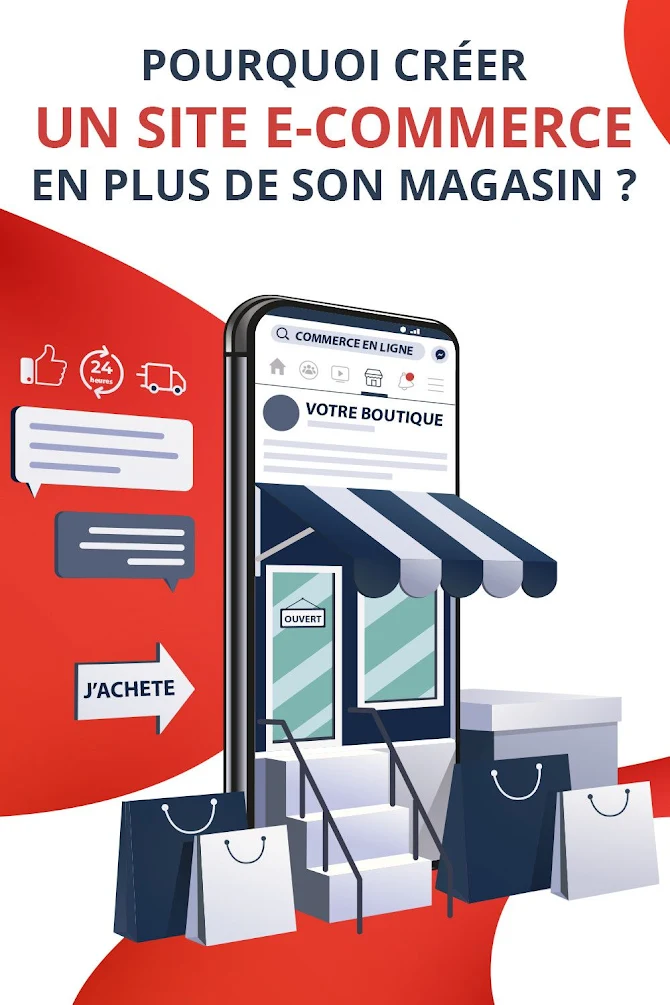 POURQUOI CRÉER
UN SITE E-COMMERCE
EN PLUS DE SON MAGASIN ?
COMMERCE EN LIGNE
VOTRE BOUTIQUE
24
heures
OUVERT
J'ACHETE